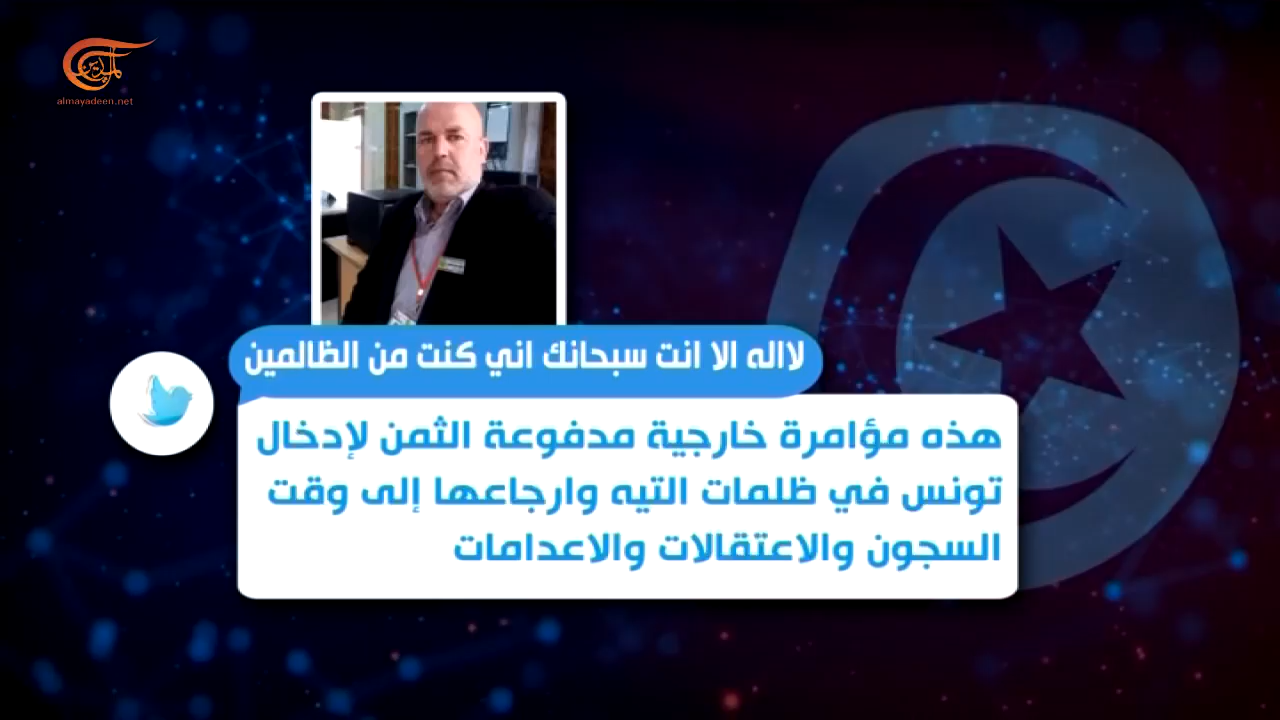 الميادين
almayadeen.net
لااله الا انت سبحانك اني كنت من الظالمين
هذه مؤامرة خارجية مدفوعة الثمن لإدخال
تونس في ظلمات التيه وارجاعها إلى وقت
السجون والاعتقالات والاعدامات